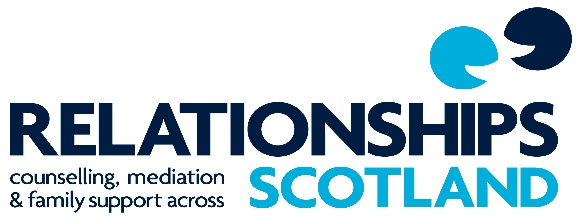 RELATIONSHIPS
counselling, mediation
& family support across
SCOTLAND